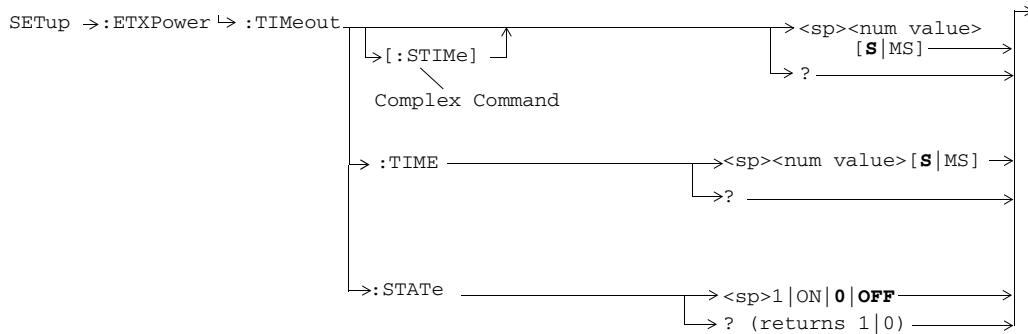 SETup :ETXPower :TIMeout <sp><num value>
[S|MS]
[:STIMe]
?
Complex Command
:TIME <sp><num value>[S|MS]
?
:STATe <sp>1|ON|0|OFF
? (returns 1|0)